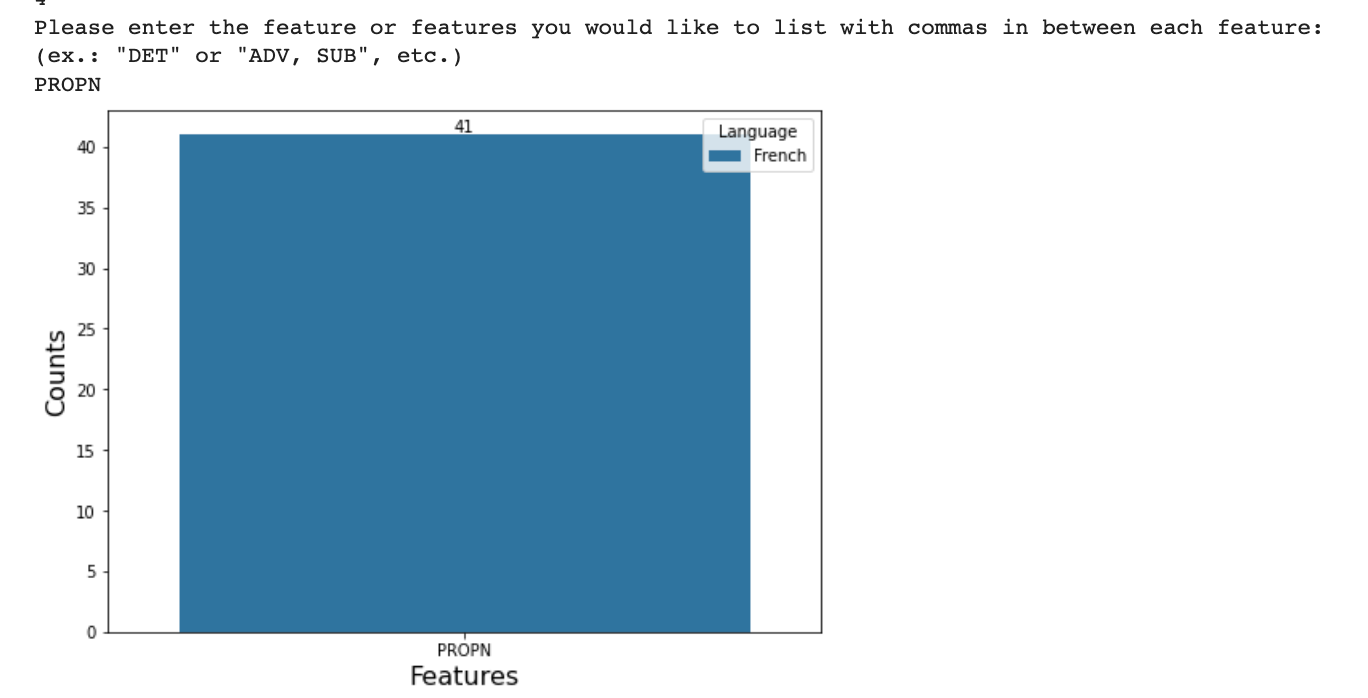 Please enter the feature or features you would like to list with commas in between each feature:
(ex.: "DET" or "ADV, SUB", etc.)
PROPN
41
Language
French
40
35
30
25
20
15
10
5
0
Counts
PROPN
Features